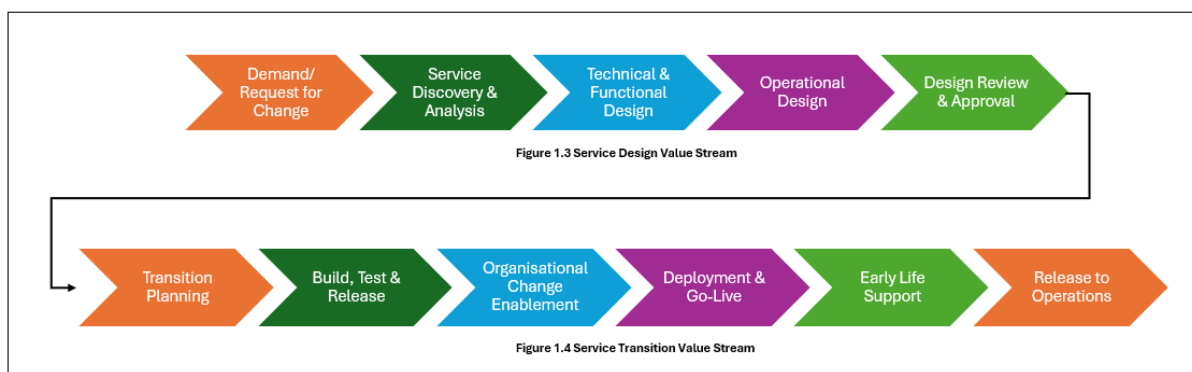 Demand/
Request for
Change
Service
Discovery &
Analysis
Technical &
Functional
Design
Operational
Design
Design Review
& Approval
Figure 1.3 Service Design Value Stream
Transition
Planning
Build, Test &
Release
Organisational
Change
Enablement
Deployment &
Go-Live
Early Life
Support
Release to
Operations
Figure 1.4 Service Transition Value Stream